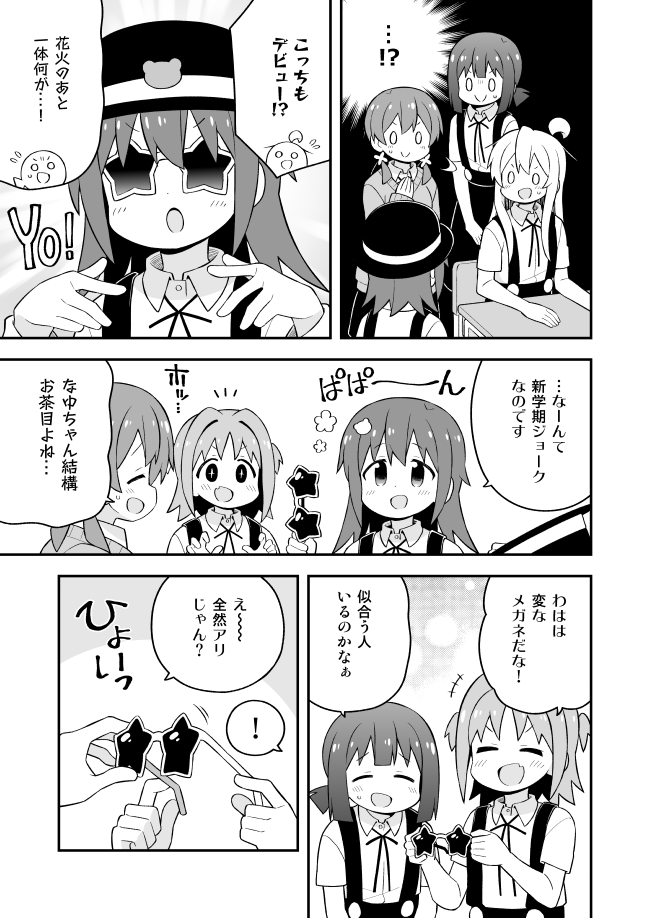 …
!?
こっちも
デビュー!?
花火のあと
一体何が…！
Yo!
…なーんて
新学期ジョーク
なのです
ぱぱーーん
ホッ…
なゆちゃん結構
お茶目よね…
わはは
変な
メガネだな！
似合う人
いるのかなぁ
え～～
全然アリ
じゃん？
！
ひょいっ